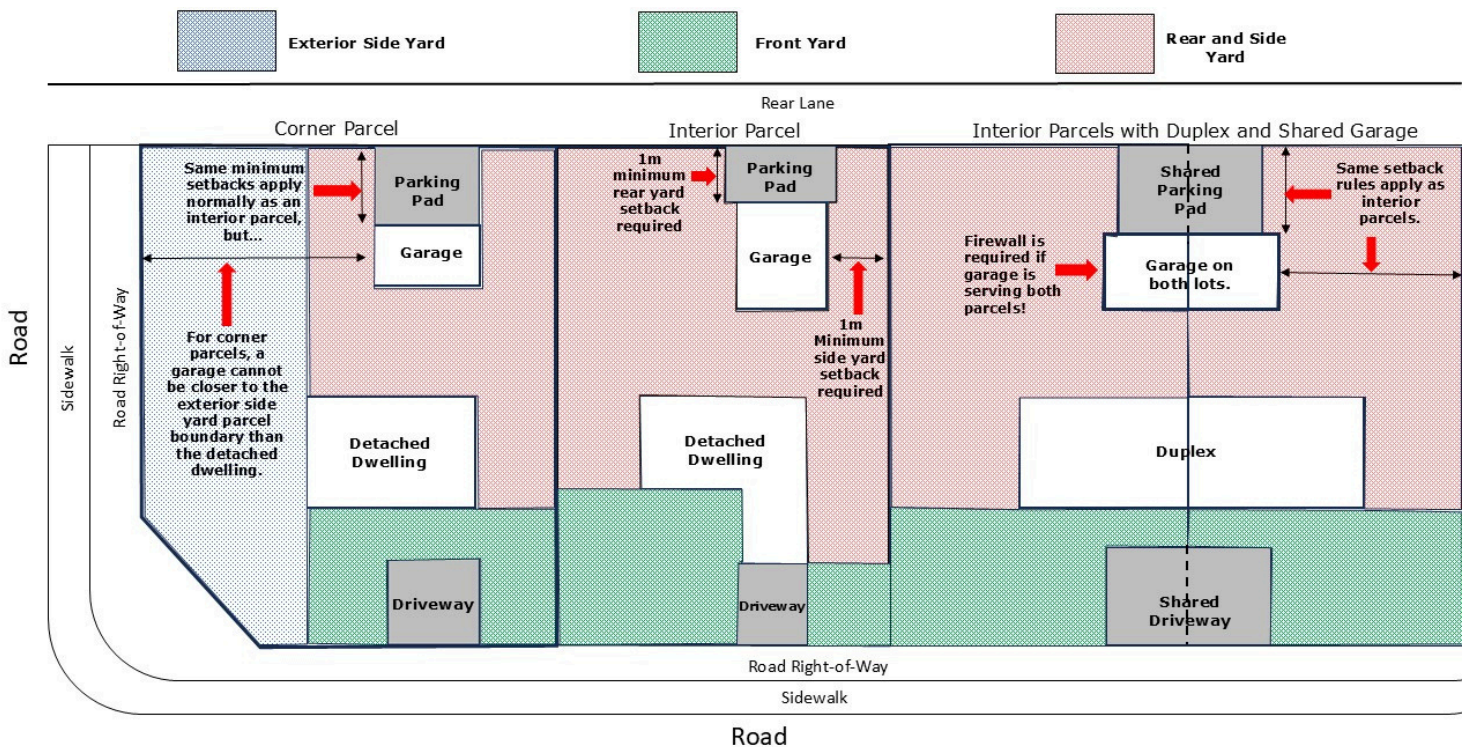 Exterior Side Yard
Front Yard
Rear and Side
Yard
Rear Lane
Corner Parcel
Interior Parcel
Interior Parcels with Duplex and Shared Garage
Same minimum
setbacks apply
normally as an
interior parcel,
but...
Parking
Pad
Garage
For corner
parcels, a
garage cannot
be closer to the
exterior side
yard parcel
boundary than
the detached
dwelling.
Detached
Dwelling
Driveway
1m
minimum
rear yard
setback
required
Parking
Pad
Garage
1m
Minimum
side yard
setback
required
Detached
Dwelling
Driveway
Shared
Parking
Pad
Same setback
rules apply as
interior
parcels.
Firewall is
required if
garage is
serving both
parcels!
Garage on
both lots.
Duplex
Shared
Driveway
Road
Sidewalk
Road Right-of-Way
Road Right-of-Way
Sidewalk
Road